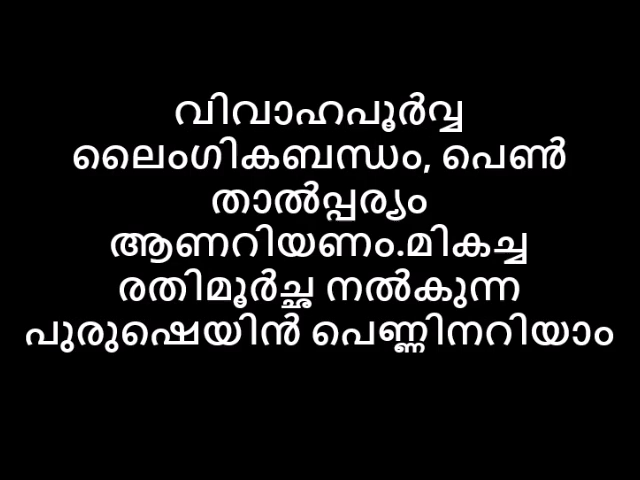 വിവാഹപൂർവ്വ
ലൈംഗികബന്ധം, പെൺ
താൽപ്പര്യം
ആണറിയണം.മികച്ച
രതിമൂർച്ഛ നൽകുന്ന
പുരുഷെയിൻ പെണ്ണിനറിയാം